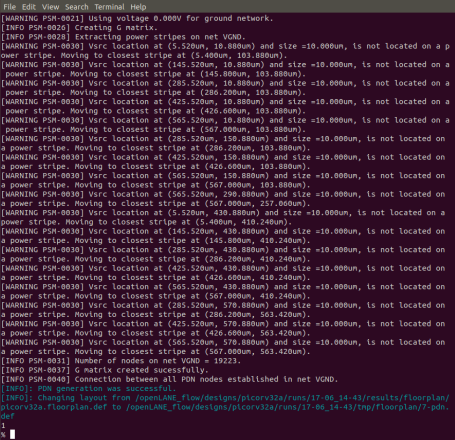 File Edit View Search Terminal Help
[WARNING PSM-0021] Using voltage 0.000V for ground network.
[INFO PSM-0026] Creating G matrix.
[INFO PSM-0028] Extracting power stripes on net VGND.
[WARNING PSM-0030] Vsrc location at (5.520um, 10.880um) and size =10.000um, is not located on a p
ower stripe. Moving to closest stripe at (5.400um, 103.880um).
[WARNING PSM-0030] Vsrc location at (145.520um, 10.880um) and size =10.000um, is not located on a
 power stripe. Moving to closest stripe at (145.800um, 103.880um).
[WARNING PSM-0030] Vsrc location at (285.520um, 10.880um) and size =10.000um, is not located on a
 power stripe. Moving to closest stripe at (286.200um, 103.880um).
[WARNING PSM-0030] Vsrc location at (425.520um, 10.880um) and size =10.000um, is not located on a
 power stripe. Moving to closest stripe at (426.600um, 103.880um).
[WARNING PSM-0030] Vsrc location at (565.520um, 10.880um) and size =10.000um, is not located on a
 power stripe. Moving to closest stripe at (567.000um, 103.880um).
[WARNING PSM-0030] Vsrc location at (285.520um, 150.880um) and size =10.000um, is not located on
a power stripe. Moving to closest stripe at (286.200um, 103.880um).
[WARNING PSM-0030] Vsrc location at (425.520um, 150.880um) and size =10.000um, is not located on
a power stripe. Moving to closest stripe at (426.600um, 103.880um).
[WARNING PSM-0030] Vsrc location at (565.520um, 150.880um) and size =10.000um, is not located on
a power stripe. Moving to closest stripe at (567.000um, 103.880um).
[WARNING PSM-0030] Vsrc location at (565.520um, 290.880um) and size =10.000um, is not located on
a power stripe. Moving to closest stripe at (567.000um, 257.060um).
[WARNING PSM-0030] Vsrc location at (5.520um, 430.880um) and size =10.000um, is not located on a
power stripe. Moving to closest stripe at (5.400um, 410.240um).
[WARNING PSM-0030] Vsrc location at (145.520um, 430.880um) and size =10.000um, is not located on
a power stripe. Moving to closest stripe at (145.800um, 410.240um).
[WARNING PSM-0030] Vsrc location at (285.520um, 430.880um) and size =10.000um, is not located on
a power stripe. Moving to closest stripe at (286.200um, 410.240um).
[WARNING PSM-0030] Vsrc location at (425.520um, 430.880um) and size =10.000um, is not located on
a power stripe. Moving to closest stripe at (426.600um, 410.240um).
[WARNING PSM-0030] Vsrc location at (565.520um, 430.880um) and size =10.000um, is not located on
a power stripe. Moving to closest stripe at (567.000um, 410.240um).
[WARNING PSM-0030] Vsrc location at (285.520um, 570.880um) and size =10.000um, is not located on
a power stripe. Moving to closest stripe at (286.200um, 563.420um).
[WARNING PSM-0030] Vsrc location at (425.520um, 570.880um) and size =10.000um, is not located on
a power stripe. Moving to closest stripe at (426.600um, 563.420um).
[WARNING PSM-0030] Vsrc location at (565.520um, 570.880um) and size =10.000um, is not located on
a power stripe. Moving to closest stripe at (567.000um, 563.420um).
[INFO PSM-0031] Number of nodes on net VGND = 19223.
[INFO PSM-0037] G matrix created sucessfully.
[INFO PSM-0040] Connection between all PDN nodes established in net VGND.
[INFO]: PDN generation was successful.
[INFO]: Changing layout from /openLANE_flow/designs/picorv32a/runs/17-06_14-43/results/floorplan/
picorv32a.floorplan.def to /openLANE_flow/designs/picorv32a/runs/17-06_14-43/tmp/floorplan/7-pdn.
def
1
%